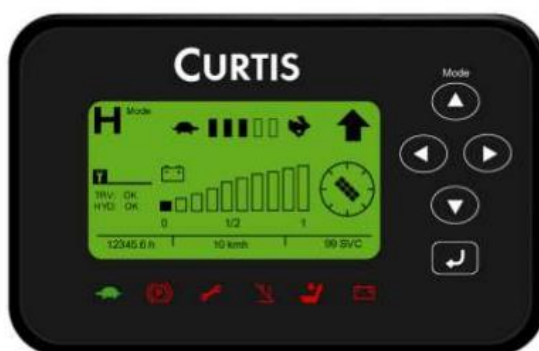 CURTIS
Mode
H Mode
TRV: OK
HYD: OK
0 1/2 1
12345.6 h 10 kmh 99 SVC
P